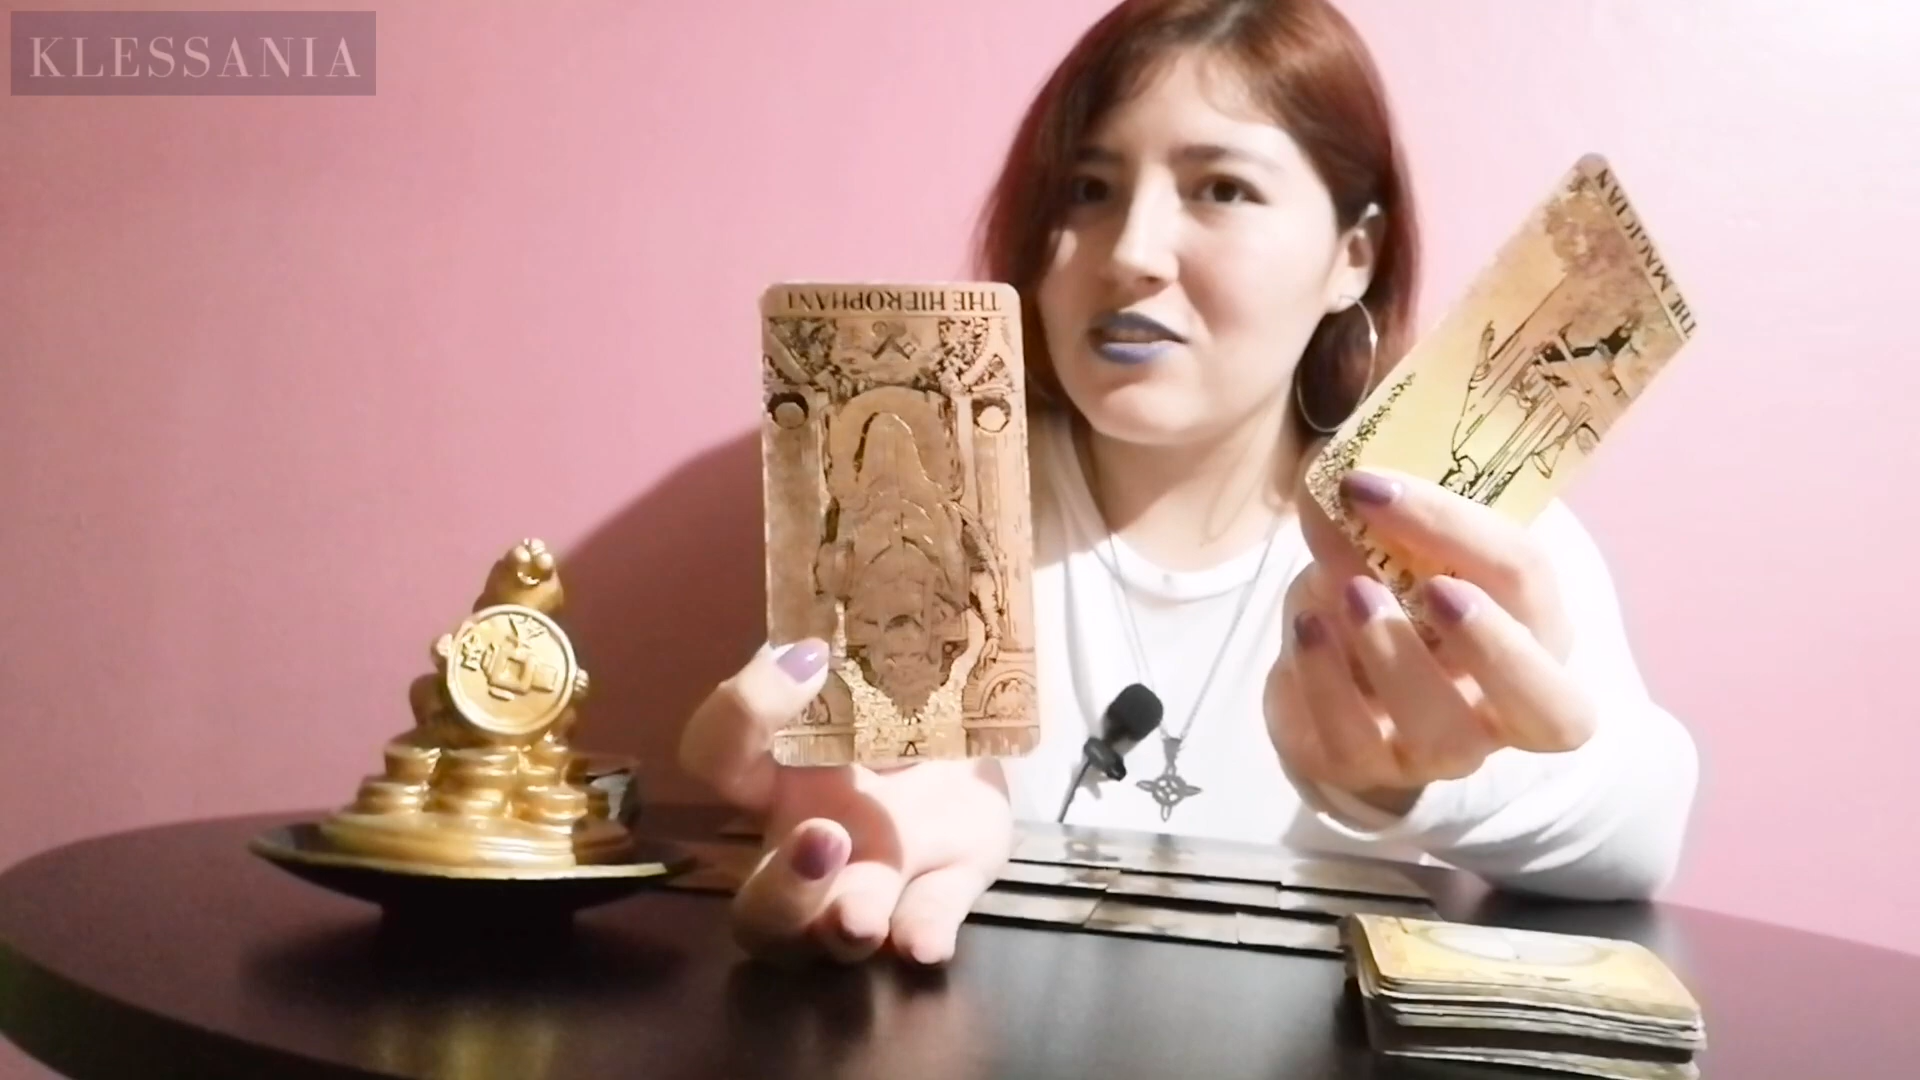 KLESSANIA
THE HIEROPHANT
V
THE MAGICIAN
I